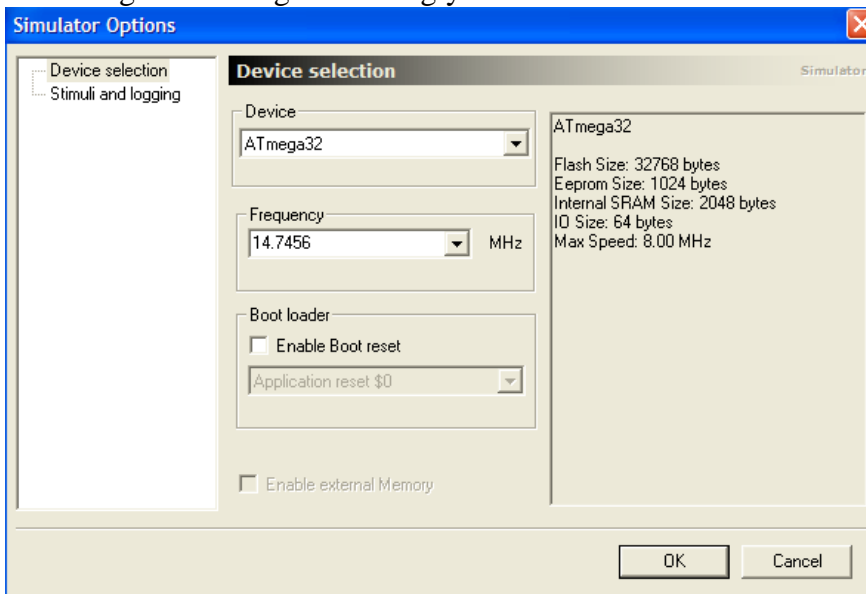 Simulator Options
Device selection
Stimuli and logging
Device selection
Simulator
Device
ATmega32
Frequency
14.7456 MHz
Boot loader
Enable Boot reset
Application reset $0
Enable external Memory
ATmega32
Flash Size: 32768 bytes
Eeprom Size: 1024 bytes
Internal SRAM Size: 2048 bytes
IO Size: 64 bytes
Max Speed: 8.00 MHz
OK
Cancel